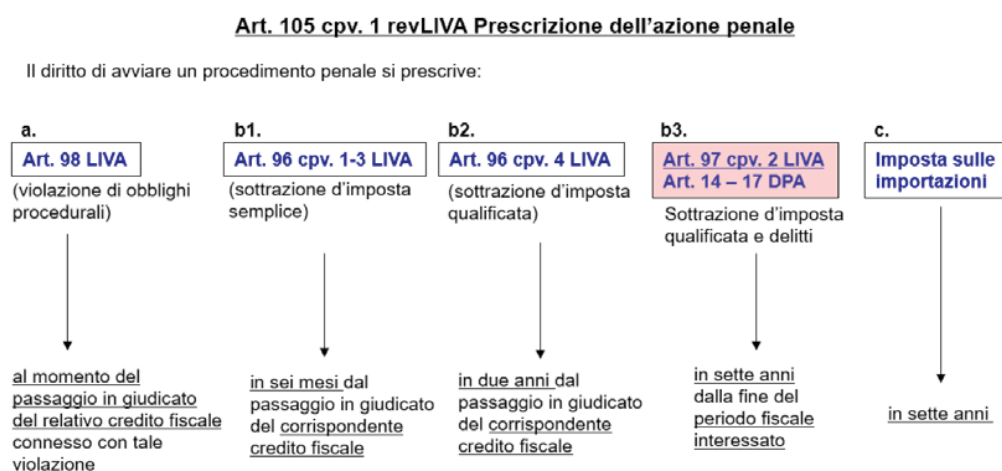 Art. 105 cpv. 1 revLIVA Prescrizione dell'azione penale
Il diritto di avviare un procedimento penale si prescrive:
a.
Art. 98 LIVA
(violazione di obblighi
procedurali)
al momento del
passaggio in giudicato
del relativo credito fiscale
connesso con tale
violazione
b1.
Art. 96 cpv. 1-3 LIVA
(sottrazione d'imposta
semplice)
in sei mesi dal
passaggio in giudicato
del corrispondente
credito fiscale
b2.
Art. 96 cpv. 4 LIVA
(sottrazione d'imposta
qualificata)
in due anni dal
passaggio in giudicato
del corrispondente
credito fiscale
b3.
Art. 97 cpv. 2 LIVA
Art. 14 – 17 DPA
Sottrazione d'imposta
qualificata e delitti
in sette anni
dalla fine del
periodo fiscale
interessato
c.
Imposta sulle
importazioni
in sette anni